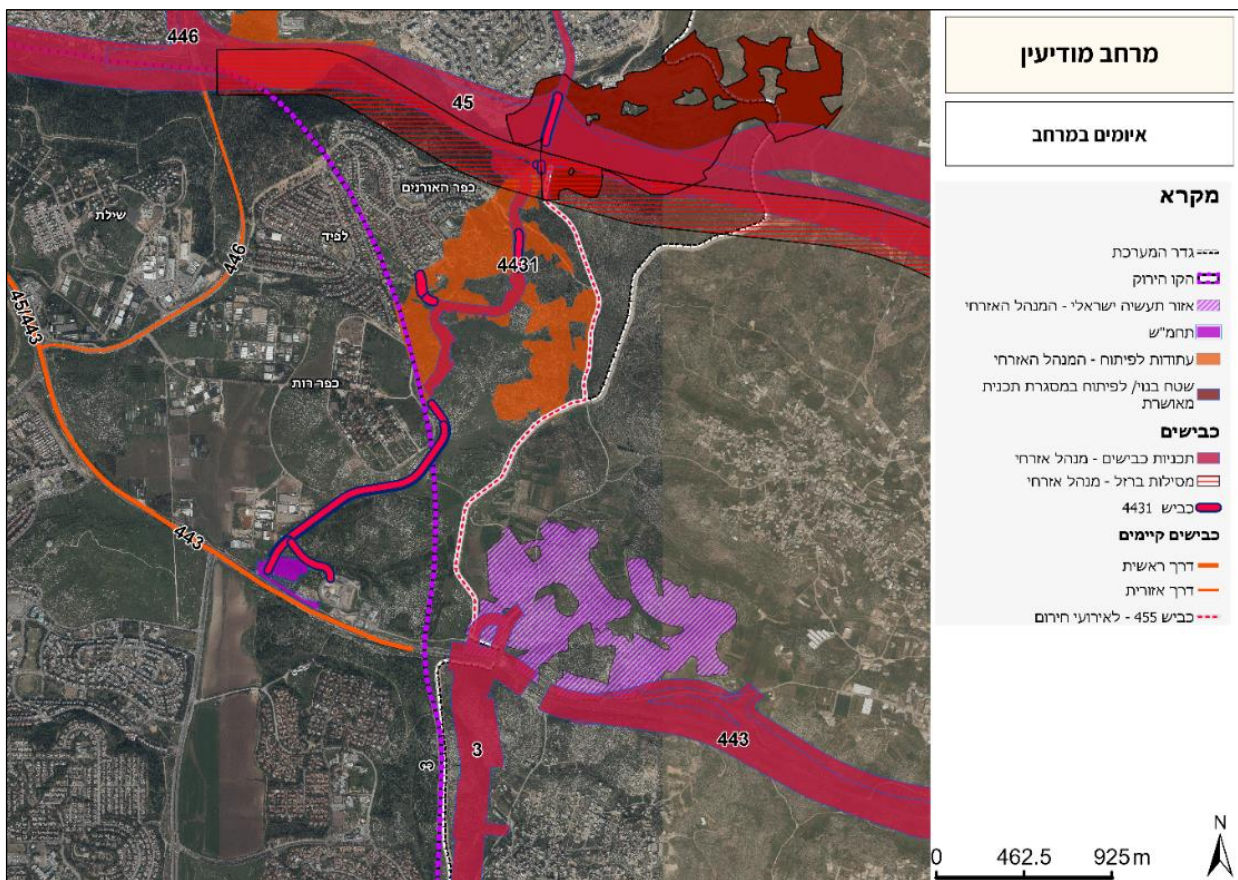 מרחב מודיעין
איומים במרחב
מקרא
גדר המערכת
הקו הירוק
אזור תעשיה ישראלי - המנהל האזרחי
תחמ"ש
עתודות לפיתוח - המנהל האזרחי
שטח בנוי/ לפיתוח במסגרת תכנית
מאושרת
כבישים
תכניות כבישים - מנהל אזרחי
מסילות ברזל - מנהל אזרחי
כביש 4431
כבישים קיימים
דרך ראשית
דרך אזורית
כביש 455 - לאירועי חירום
N
0 462.5 925 m
446
45
כפר האורנים
שילת
לפיד
446
4431
45/443
כפר רות
443
3
3
443